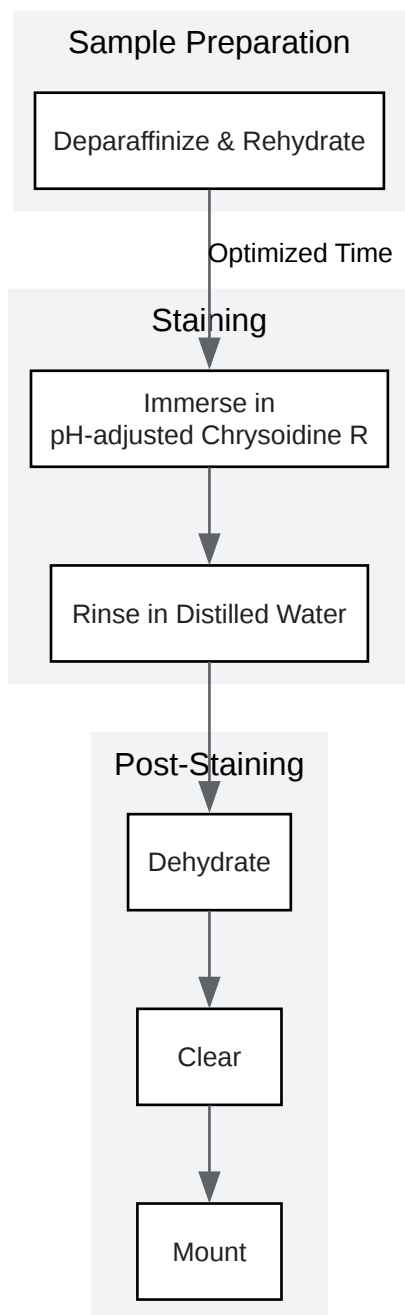 Sample Preparation
Deparaffinize & Rehydrate
Optimized Time
Staining
Immerse in
pH-adjusted Chrysoidine R
Rinse in Distilled Water
Post-Staining
Dehydrate
Clear
Mount